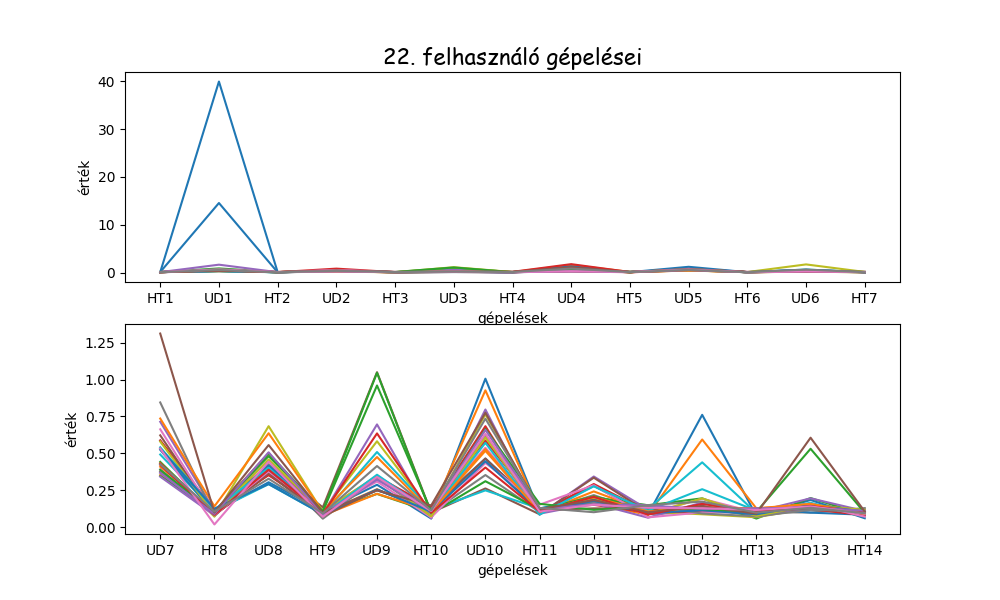 22. felhasználó gépelései
40
30
20
10
0
érték
HT1 UD1 HT2 UD2 HT3 UD3 HT4 UD4 HT5 UD5 HT6 UD6 HT7
gépelések
1.25
1.00
0.75
0.50
0.25
0.00
érték
UD7 HT8 UD8 HT9 UD9 HT10 UD10 HT11 UD11 HT12 UD12 HT13 UD13 HT14
gépelések